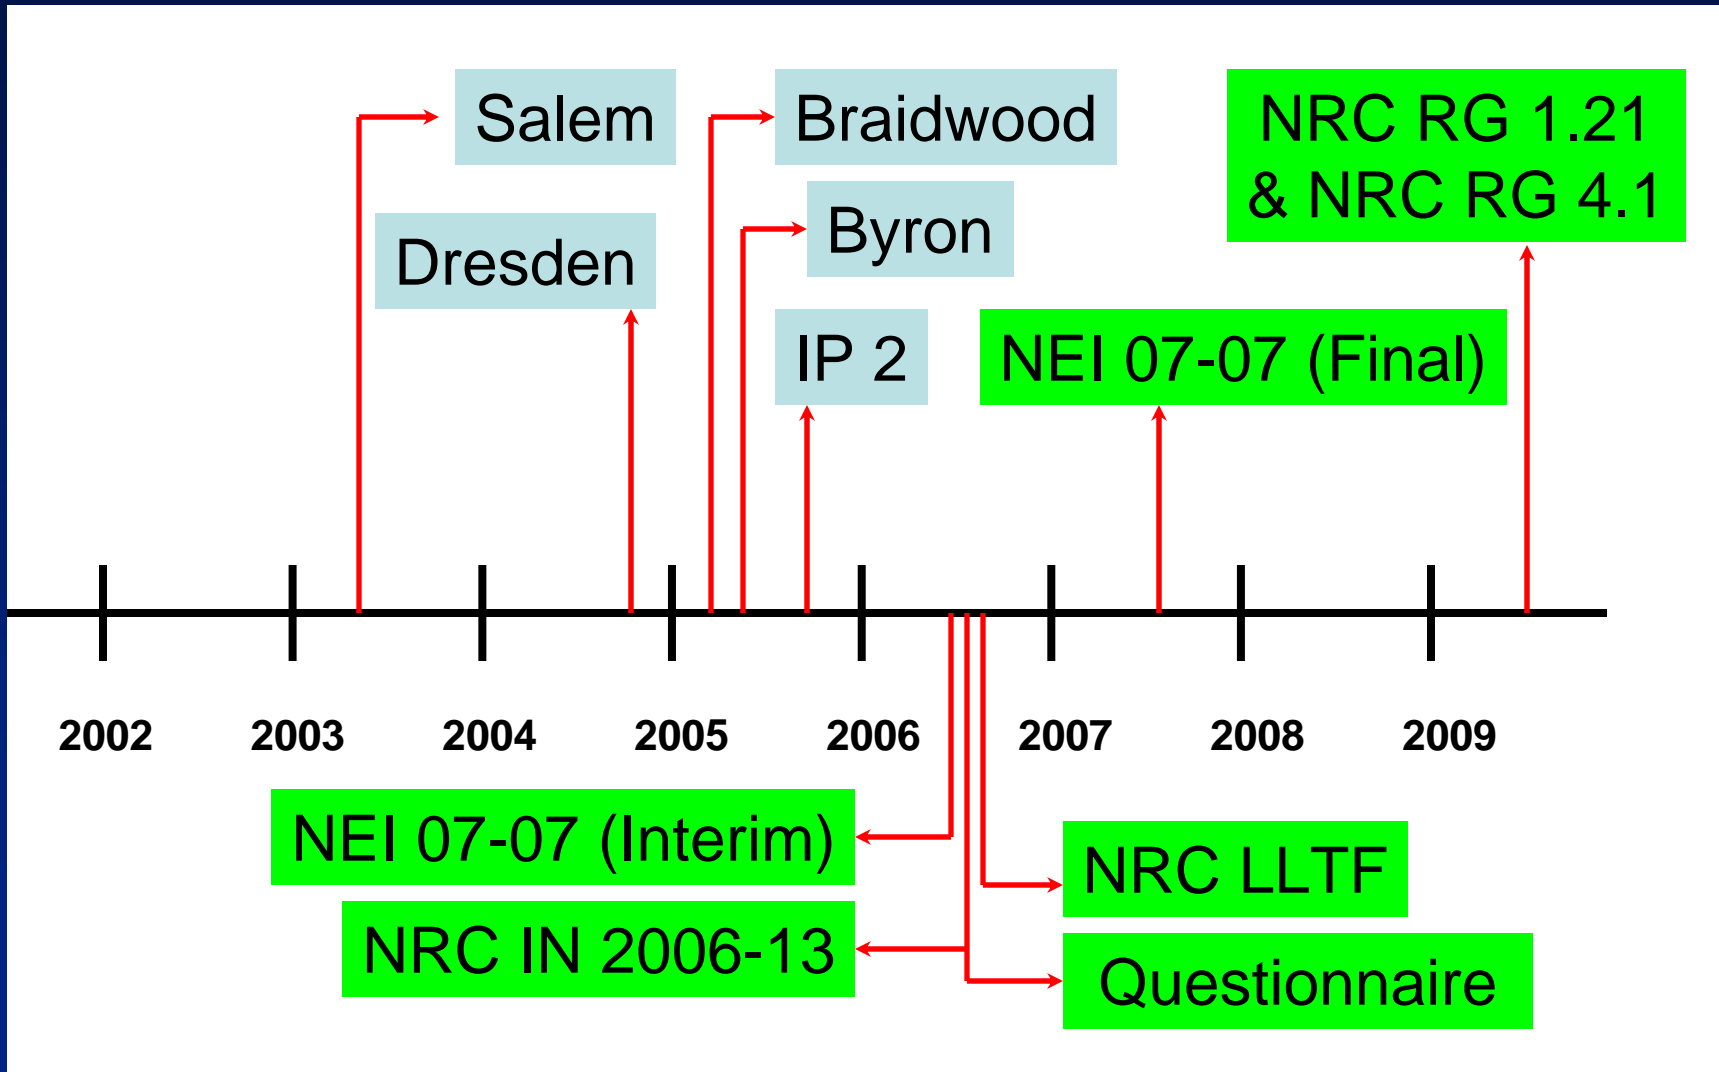 Salem
Braidwood
NRC RG 1.21
& NRC RG 4.1
Byron
Dresden
IP 2
NEI 07-07 (Final)
2002
2003
2004
2005
2006
2007
2008
2009
NEI 07-07 (Interim)
NRC LLTF
NRC IN 2006-13
Questionnaire